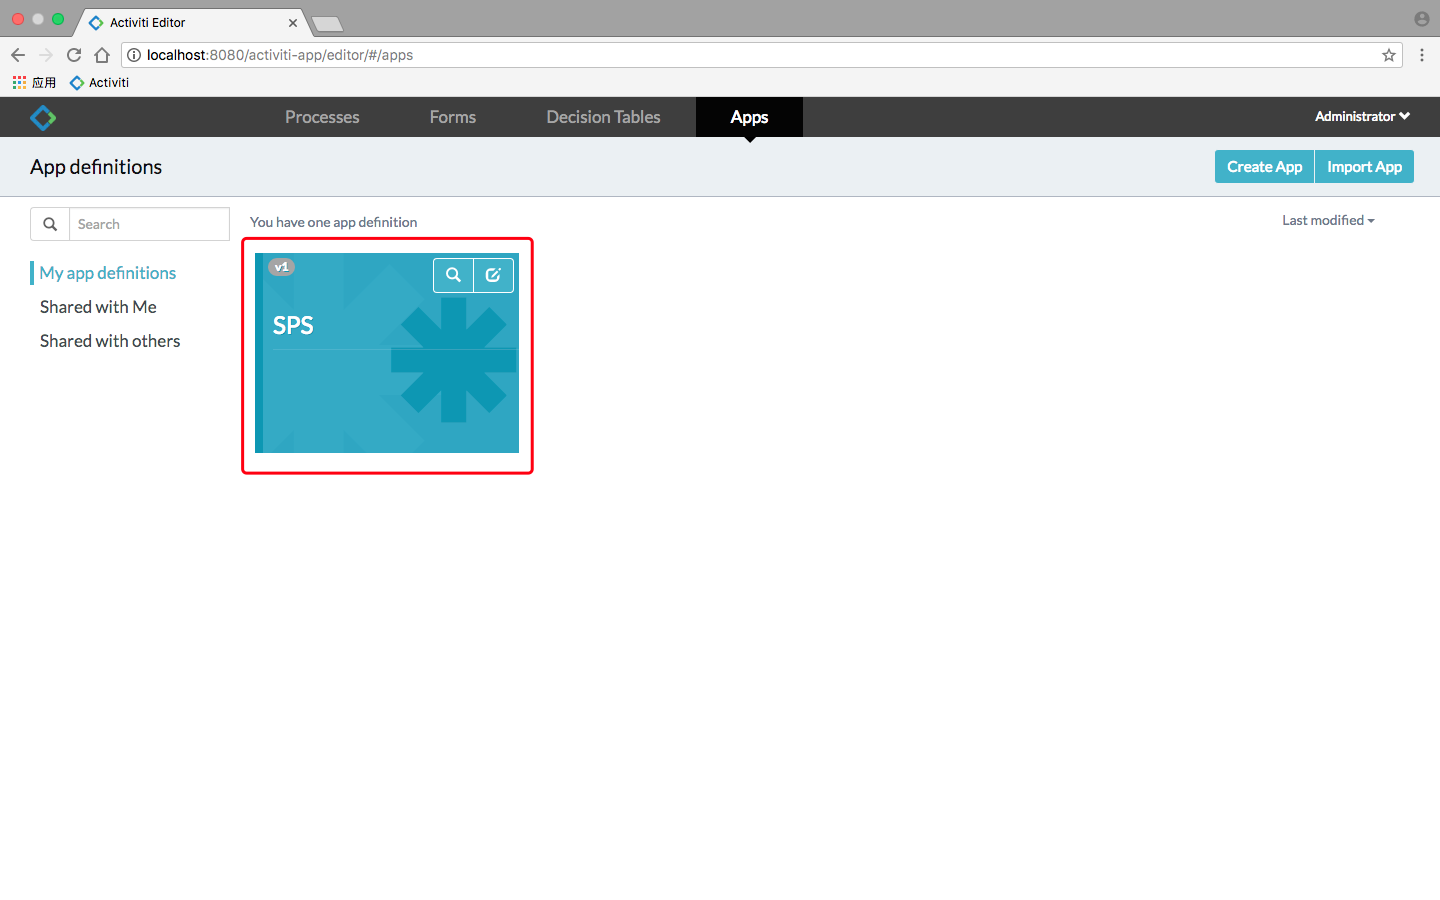 Activiti Editor
localhost:8080/activiti-app/editor/#/apps
应用 Activiti
Processes Forms Decision Tables Apps Administrator
App definitions Create App Import App
Search You have one app definition Last modified
v1
SPS
My app definitions
Shared with Me
Shared with others